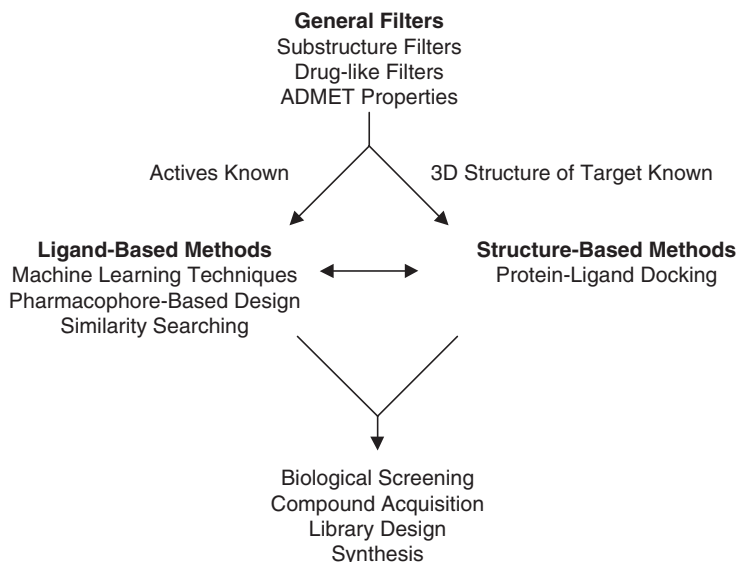 General Filters
Substructure Filters
Drug-like Filters
ADMET Properties
Actives Known
3D Structure of Target Known
Ligand-Based Methods
Machine Learning Techniques
Pharmacophore-Based Design
Similarity Searching
Structure-Based Methods
Protein-Ligand Docking
Biological Screening
Compound Acquisition
Library Design
Synthesis